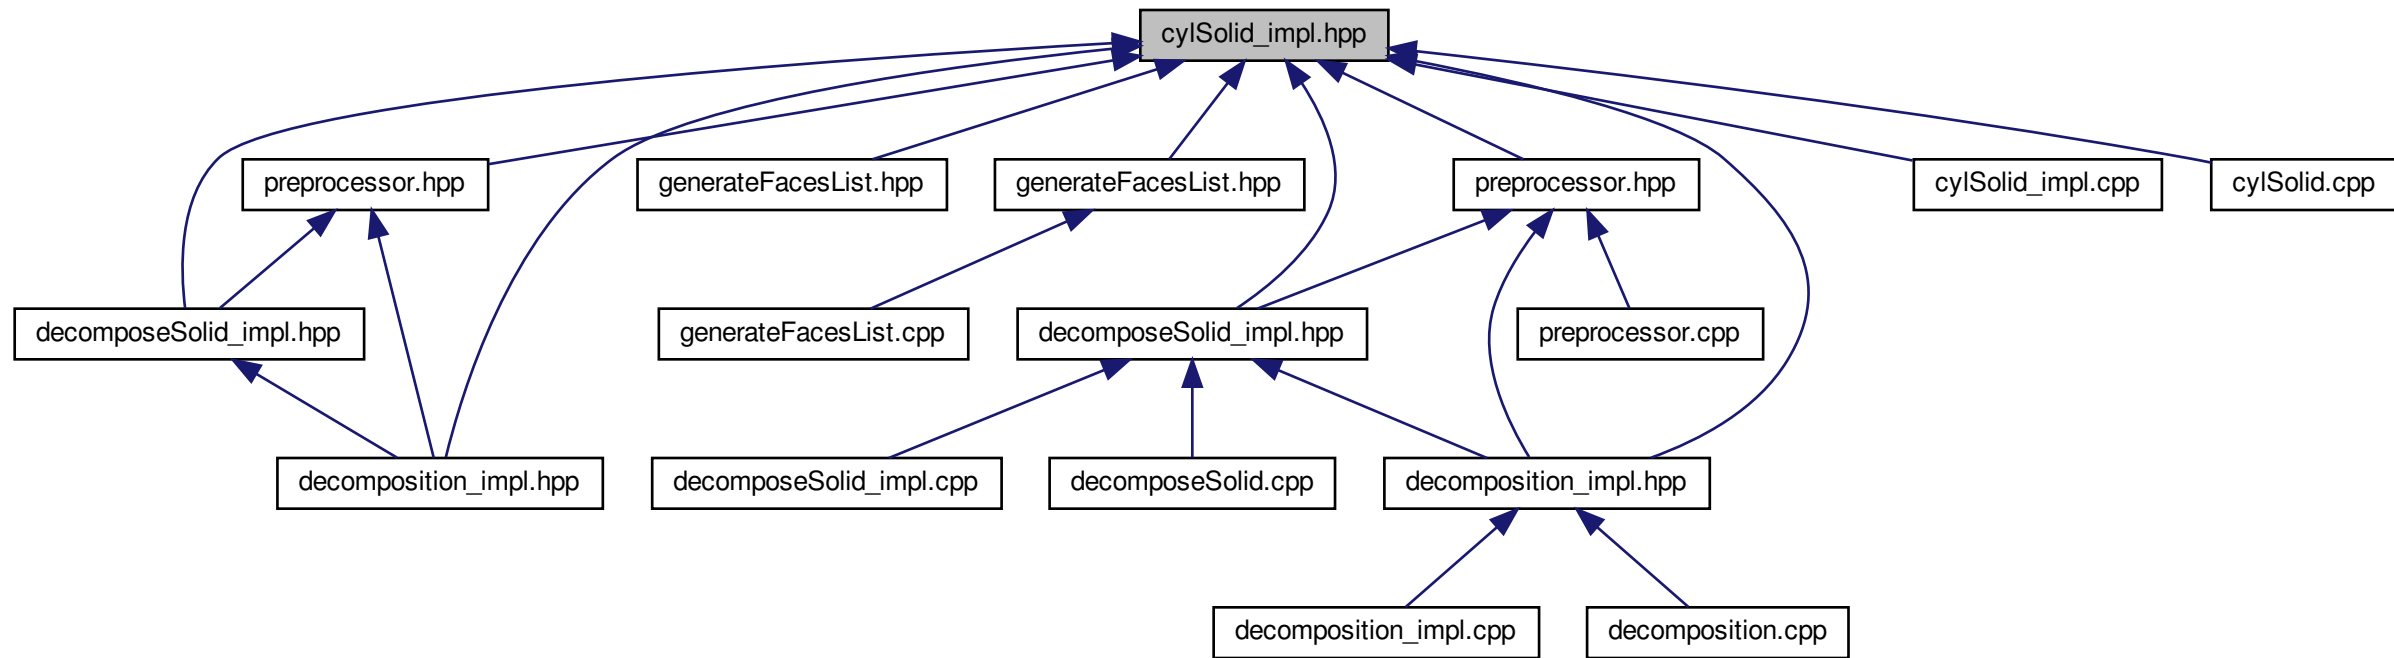 cylSolid_impl.hpp
preprocessor.hpp
generateFacesList.hpp
generateFacesList.hpp
preprocessor.hpp
cylSolid_impl.cpp
cylSolid.cpp
decomposeSolid_impl.hpp
generateFacesList.cpp
decomposeSolid_impl.hpp
preprocessor.cpp
decomposition_impl.hpp
decomposeSolid_impl.cpp
decomposeSolid.cpp
decomposition_impl.hpp
decomposition_impl.cpp
decomposition.cpp